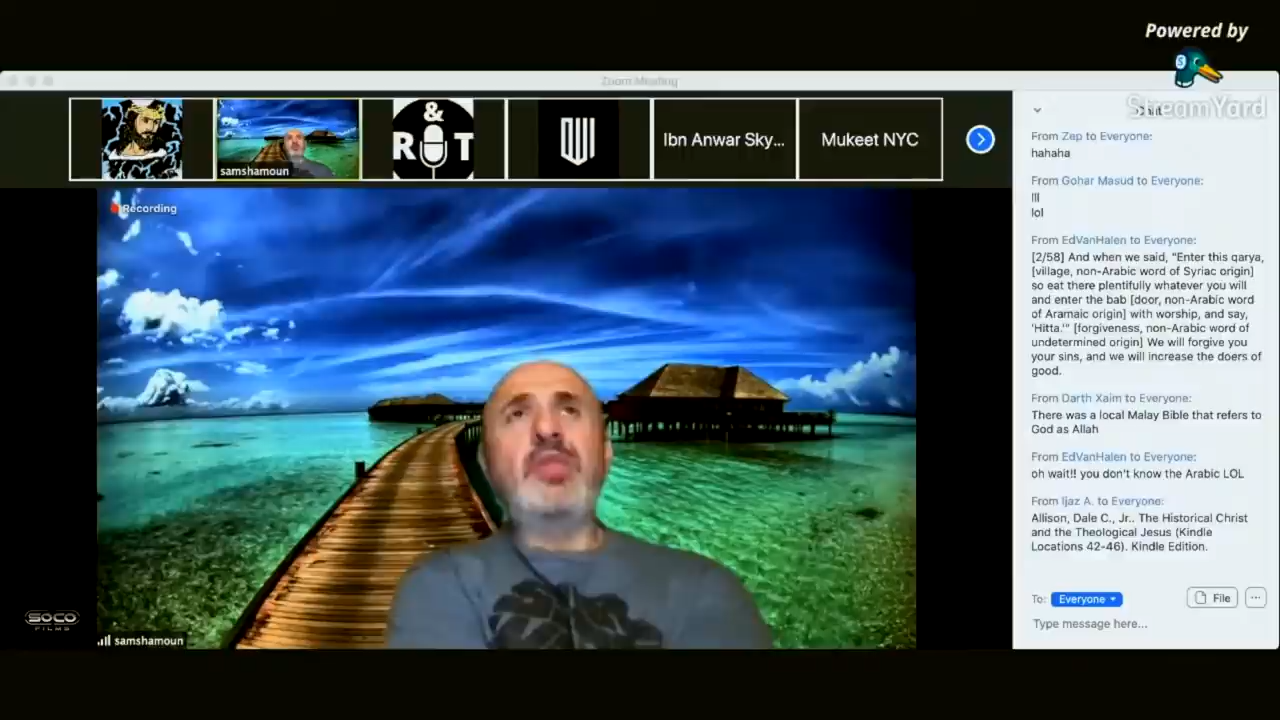 Powered by
StreamYard
Zoom Meeting
samshamoun
&
R T
Ibn Anwar Sky...
Mukeet NYC
Recording
SOCO
FILMS
samshamoun
From Zep to Everyone:
hahaha
From Gohar Masud to Everyone:
lll
lol
From EdVanHalen to Everyone:
[2/58] And when we said, "Enter this qarya,
[village, non-Arabic word of Syriac origin]
so eat there plentifully whatever you will
and enter the bab [door, non-Arabic word
of Aramaic origin] with worship, and say,
'Hitta.'" [forgiveness, non-Arabic word of
undetermined origin] We will forgive you
your sins, and we will increase the doers of
good.
From Darth Xaim to Everyone:
There was a local Malay Bible that refers to
God as Allah
From EdVanHalen to Everyone:
oh wait!! you don't know the Arabic LOL
From Ijaz A. to Everyone:
Allison, Dale C., Jr.. The Historical Christ
and the Theological Jesus (Kindle
Locations 42-46). Kindle Edition.
To: Everyone
File
Type message here...